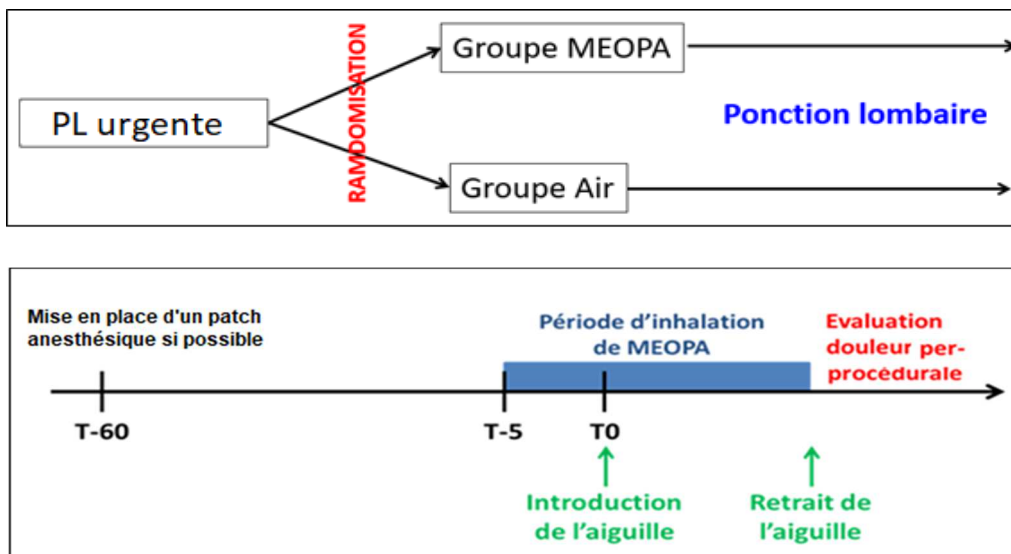 PL urgente
RAMDOMISATION
Groupe MEOPA
Ponction lombaire
Groupe Air
Mise en place d'un patch
anesthésique si possible
Période d'inhalation
de MEOPA
Evaluation
douleur per-
procédurale
T-60
T-5
T0
Introduction
de l'aiguille
Retrait de
l'aiguille